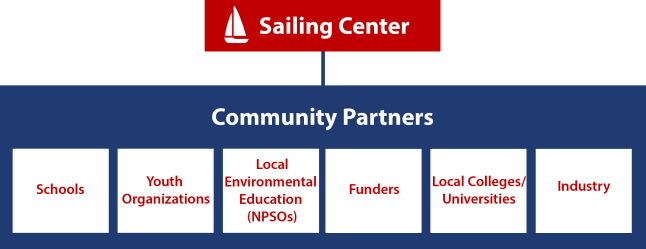 Sailing Center
Community Partners
Schools
Youth
Organizations
Local
Environmental
Education
(NPSOs)
Funders
Local Colleges/
Universities
Industry